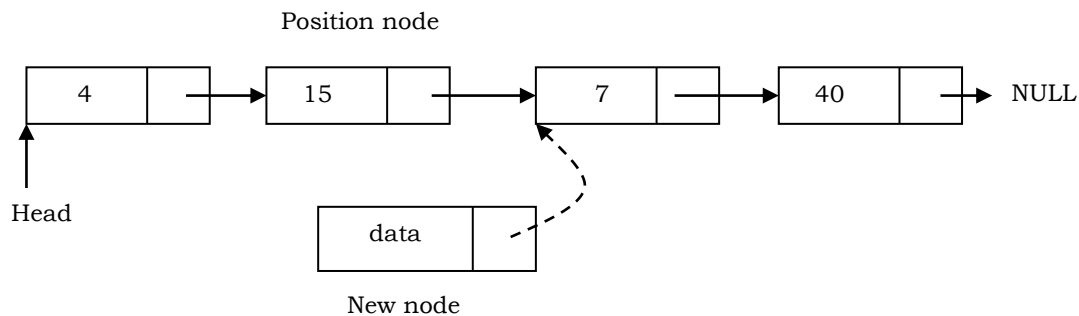 Position node
4 15 7 40 NULL
Head
data
New node